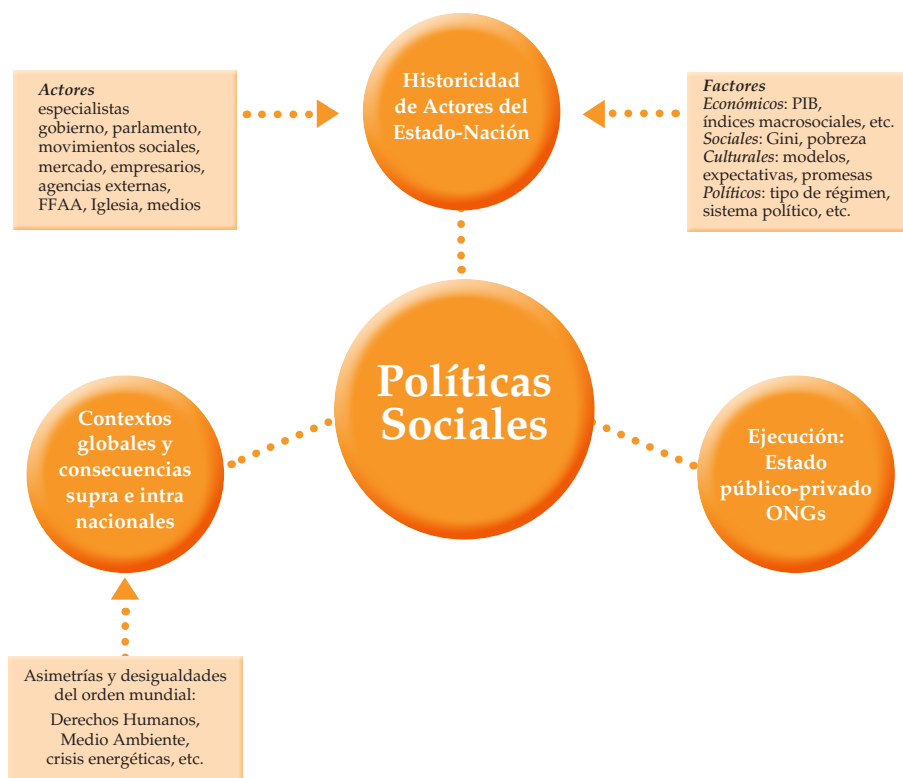 Historicidad
de Actores del
Estado-Nación
Actores
especialistas
gobierno, parlamento,
movimientos sociales,
mercado, empresarios,
agencias externas,
FFAA, Iglesia, medios
Factores
Económicos: PIB,
índices macrosociales, etc.
Sociales: Gini, pobreza
Culturales: modelos,
expectativas, promesas
Políticos: tipo de régimen,
sistema político, etc.
Políticas
Sociales
Contextos
globales y
consecuencias
supra e intra
nacionales
Ejecución:
Estado
público-privado
ONGs
Asimetrías y desigualdades
del orden mundial:
Derechos Humanos,
Medio Ambiente,
crisis energéticas, etc.